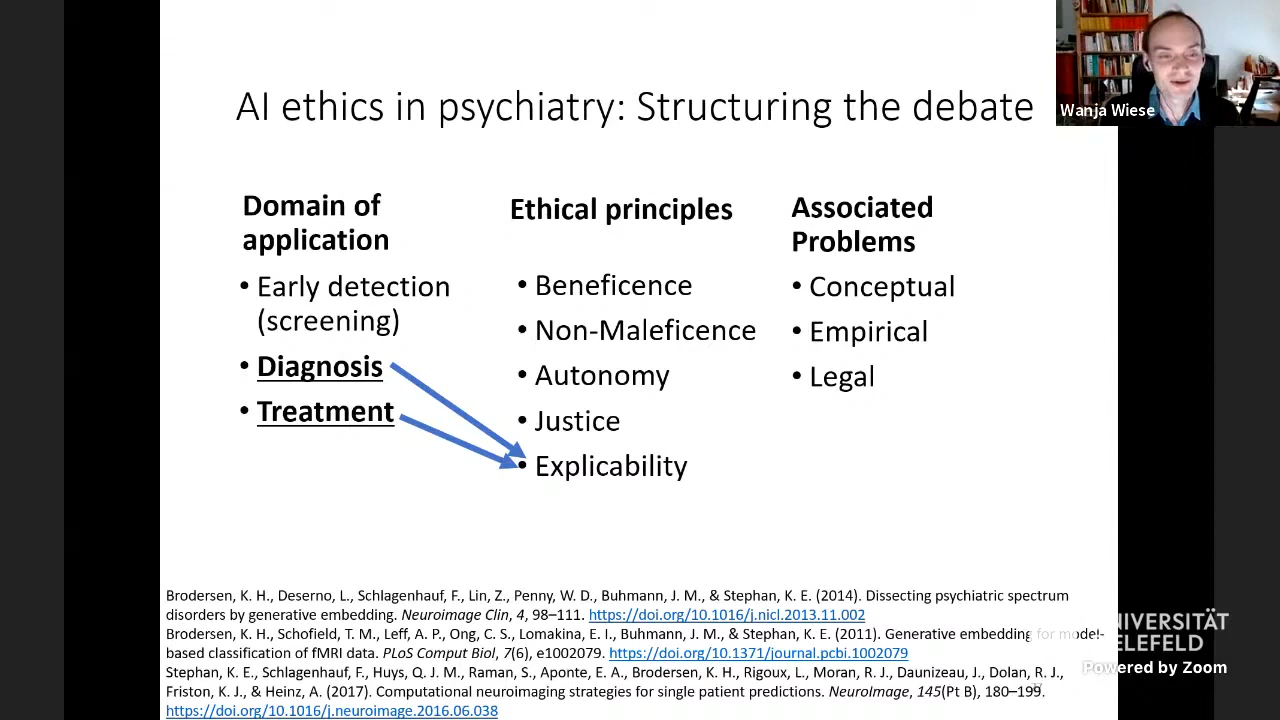 AI ethics in psychiatry: Structuring the debate
Wanja Wiese
Domain of
application
• Early detection
(screening)
• Diagnosis
• Treatment
Ethical principles
• Beneficence
• Non-Maleficence
• Autonomy
• Justice
• Explicability
Associated
Problems
• Conceptual
• Empirical
• Legal
Brodersen, K. H., Deserno, L., Schlagenhauf, F., Lin, Z., Penny, W. D., Buhmann, J. M., & Stephan, K. E. (2014). Dissecting psychiatric spectrum
disorders by generative embedding. Neuroimage Clin, 4, 98–111. https://doi.org/10.1016/j.nicl.2013.11.002
Brodersen, K. H., Schofield, T. M., Leff, A. P., Ong, C. S., Lomakina, E. I., Buhmann, J. M., & Stephan, K. E. (2011). Generative embedding for model-
based classification of fMRI data. PLoS Comput Biol, 7(6), e1002079. https://doi.org/10.1371/journal.pcbi.1002079
Stephan, K. E., Schlagenhauf, F., Huys, Q. J. M., Raman, S., Aponte, E. A., Brodersen, K. H., Rigoux, L., Moran, R. J., Daunizeau, J., Dolan, R. J.,
Friston, K. J., & Heinz, A. (2017). Computational neuroimaging strategies for single patient predictions. NeuroImage, 145(Pt B), 180–199.
https://doi.org/10.1016/j.neuroimage.2016.06.038
UNIVERSITÄT
IELEFELD
Powered by Zoom